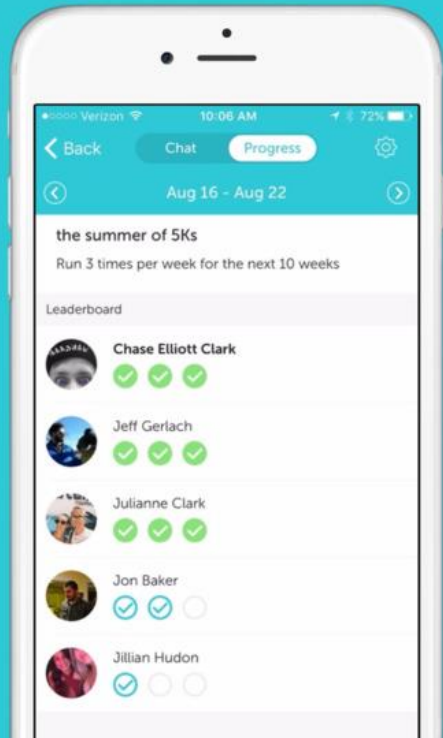 Verizon 10:06 AM 72%
Back Chat Progress
Aug 16 - Aug 22
the summer of 5Ks
Run 3 times per week for the next 10 weeks
Leaderboard
Chase Elliott Clark
Jeff Gerlach
Julianne Clark
Jon Baker
Jillian Hudon